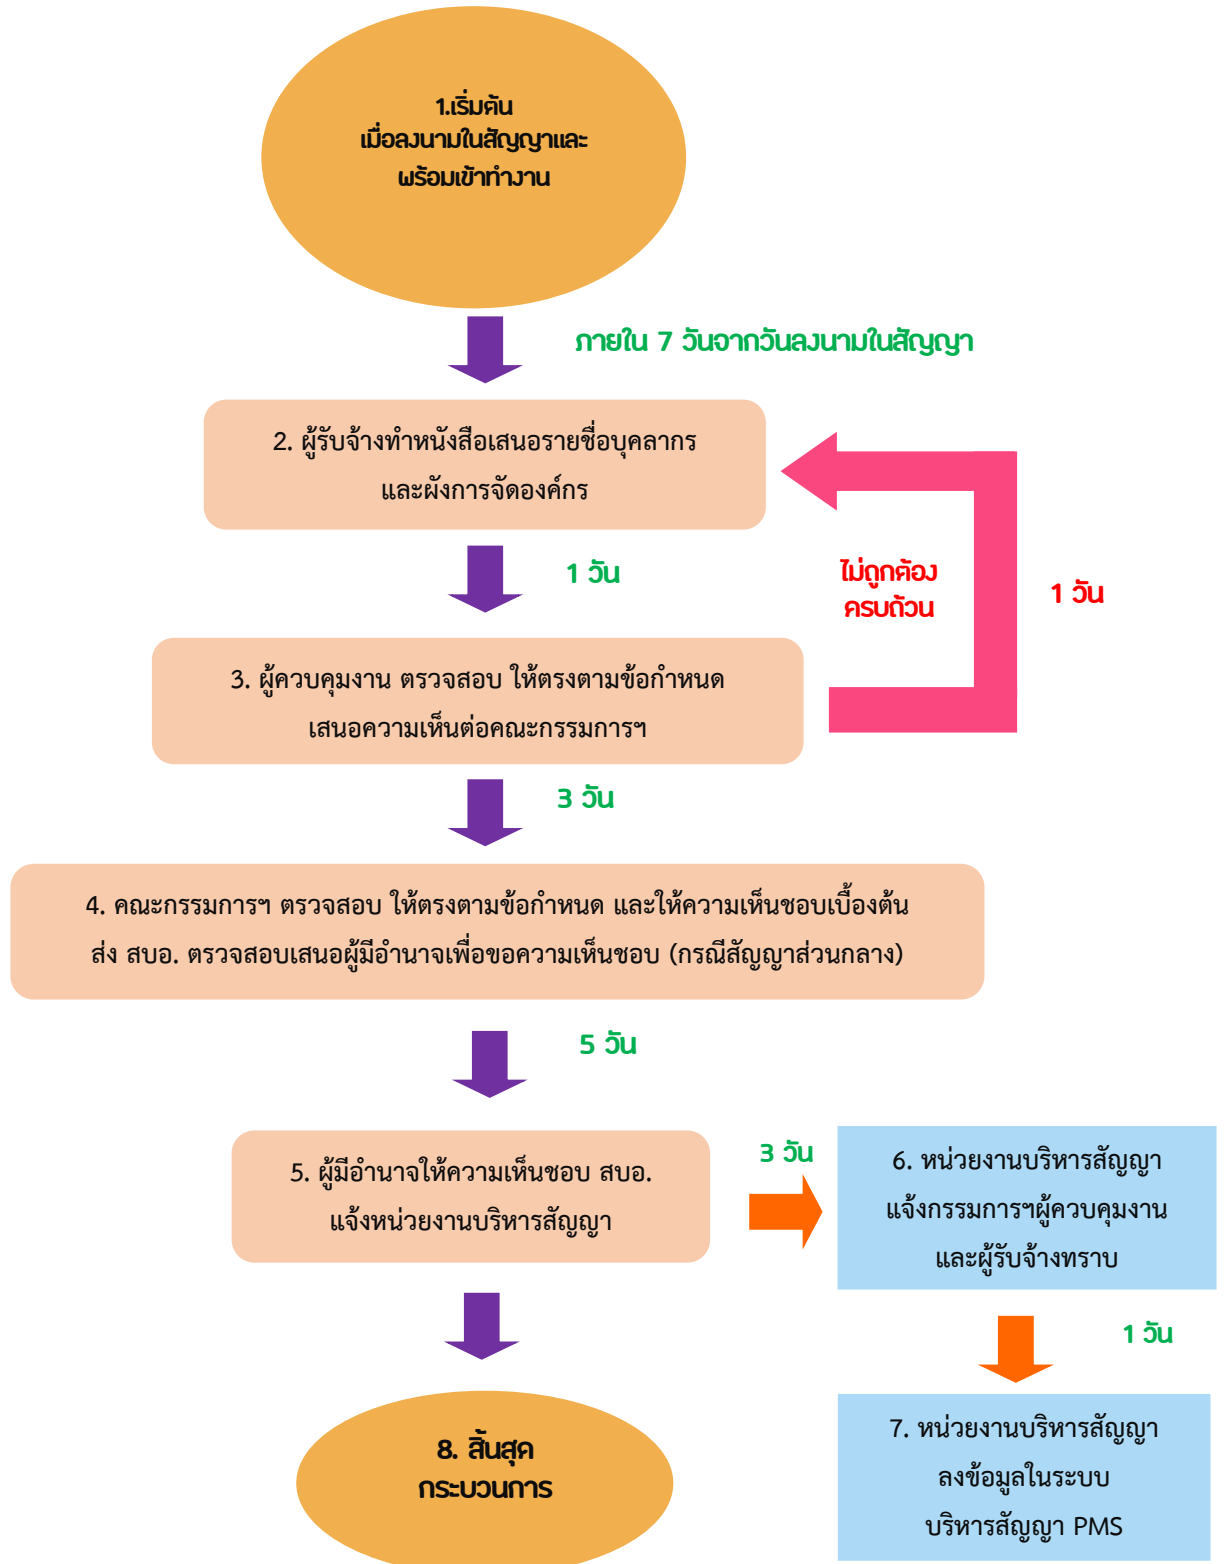 1.เริ่มต้น
เมื่อลงนามในสัญญาและ
พร้อมเข้าทำงาน
ภายใน 7 วันจากวันลงนามในสัญญา
2. ผู้รับจ้างทำหนังสือเสนอรายชื่อบุคลากร
และผังการจัดองค์กร
1 วัน
ไม่ถูกต้อง
ครบถ้วน
1 วัน
3. ผู้ควบคุมงาน ตรวจสอบ ให้ตรงตามข้อกำหนด
เสนอความเห็นต่อคณะกรรมการฯ
3 วัน
4. คณะกรรมการฯ ตรวจสอบ ให้ตรงตามข้อกำหนด และให้ความเห็นชอบเบื้องต้น
ส่ง สบอ. ตรวจสอบเสนอผู้มีอำนาจเพื่อขอความเห็นชอบ (กรณีสัญญาส่วนกลาง)
5 วัน
5. ผู้มีอำนาจให้ความเห็นชอบ สบอ.
แจ้งหน่วยงานบริหารสัญญา
3 วัน
6. หน่วยงานบริหารสัญญา
แจ้งกรรมการฯผู้ควบคุมงาน
และผู้รับจ้างทราบ
1 วัน
7. หน่วยงานบริหารสัญญา
ลงข้อมูลในระบบ
บริหารสัญญา PMS
8. สิ้นสุด
กระบวนการ